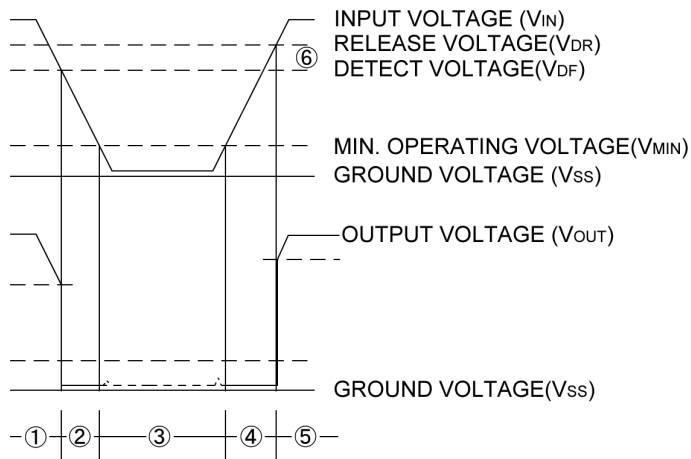 INPUT VOLTAGE (VIN)
RELEASE VOLTAGE(VDR)
⑥
DETECT VOLTAGE(VDF)
MIN. OPERATING VOLTAGE(VMIN)
GROUND VOLTAGE (VSS)
OUTPUT VOLTAGE (VOUT)
GROUND VOLTAGE(VSS)
① ② ③ ④ ⑤